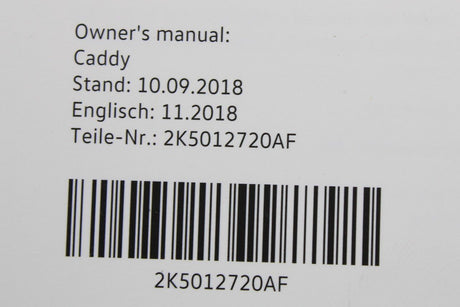 Owner's manual:
Caddy
Stand: 10.09.2018
Englisch: 11.2018
Teile-Nr.: 2K5012720AF
2K5012720AF